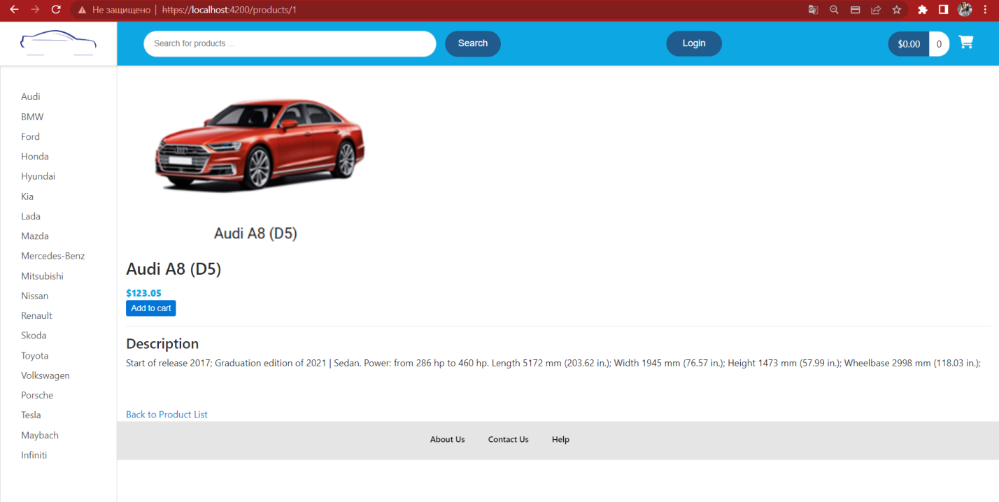 Не защищено | https://localhost:4200/products/1
Search for products ...
Search
Login
$0.00
0
Audi
BMW
Ford
Honda
Hyundai
Kia
Lada
Mazda
Mercedes-Benz
Mitsubishi
Nissan
Renault
Skoda
Toyota
Volkswagen
Porsche
Tesla
Maybach
Infiniti
Audi A8 (D5)
Audi A8 (D5)
$123.05
Add to cart
Description
Start of release 2017; Graduation edition of 2021 | Sedan. Power: from 286 hp to 460 hp. Length 5172 mm (203.62 in.); Width 1945 mm (76.57 in.); Height 1473 mm (57.99 in.); Wheelbase 2998 mm (118.03 in.);
Back to Product List
About Us
Contact Us
Help